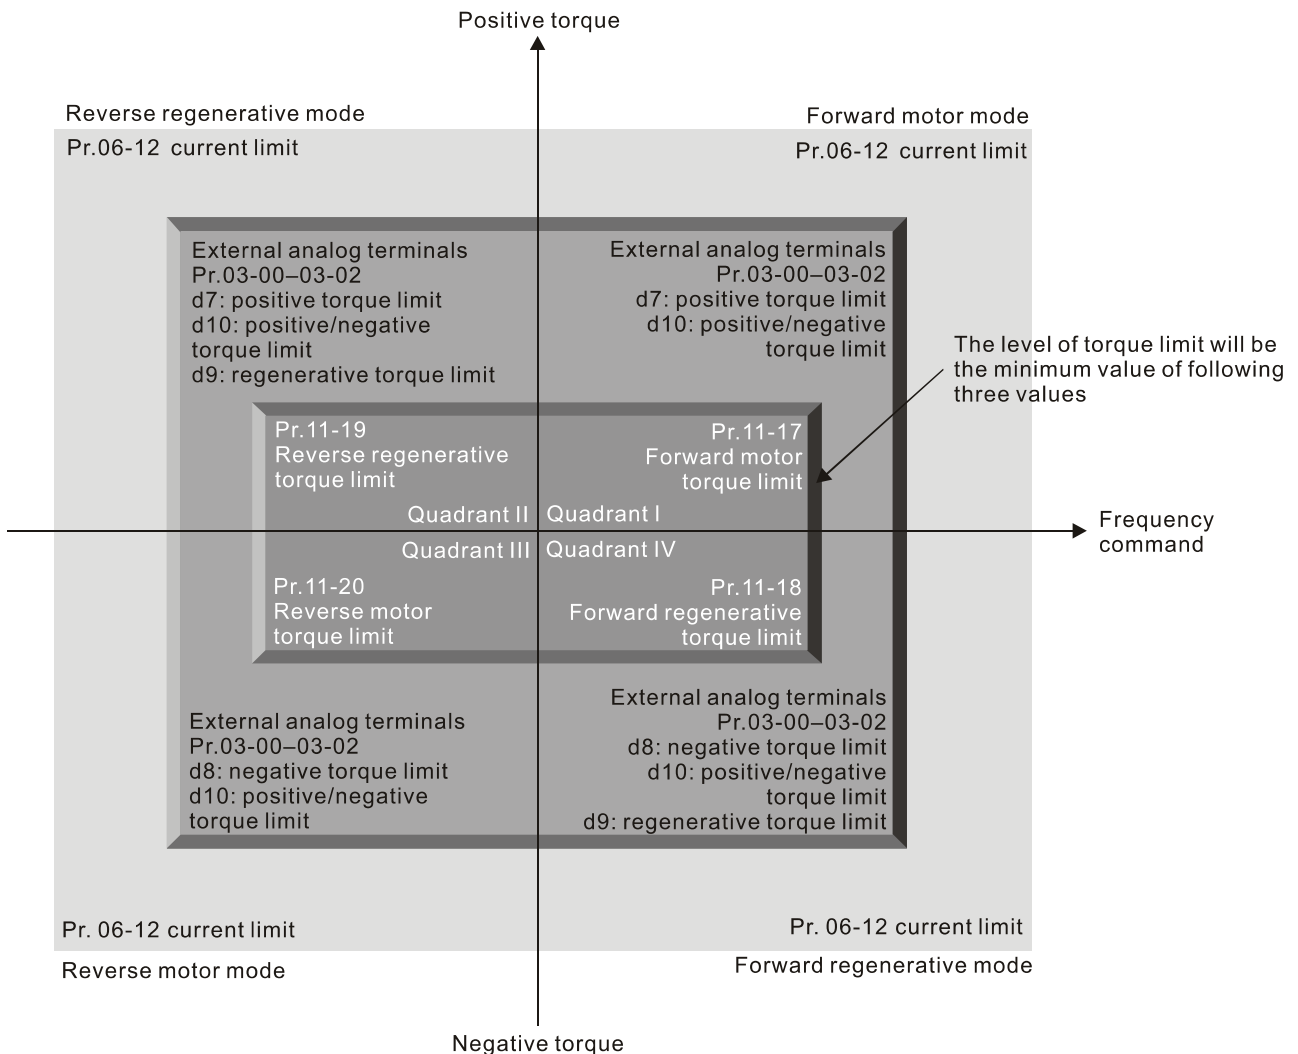 Positive torque
Reverse regenerative mode
Forward motor mode
Pr.06-12 current limit
Pr.06-12 current limit
External analog terminals
Pr.03-00–03-02
d7: positive torque limit
d10: positive/negative
torque limit
d9: regenerative torque limit
External analog terminals
Pr.03-00–03-02
d7: positive torque limit
d10: positive/negative
torque limit
The level of torque limit will be
the minimum value of following
three values
Pr.11-19
Reverse regenerative
torque limit
Pr.11-17
Forward motor
torque limit
Quadrant II
Quadrant I
Frequency
command
Quadrant III
Quadrant IV
Pr.11-20
Reverse motor
torque limit
Pr.11-18
Forward regenerative
torque limit
External analog terminals
Pr.03-00–03-02
d8: negative torque limit
d10: positive/negative
torque limit
External analog terminals
Pr.03-00–03-02
d8: negative torque limit
d10: positive/negative
torque limit
d9: regenerative torque limit
Pr. 06-12 current limit
Pr. 06-12 current limit
Reverse motor mode
Forward regenerative mode
Negative torque